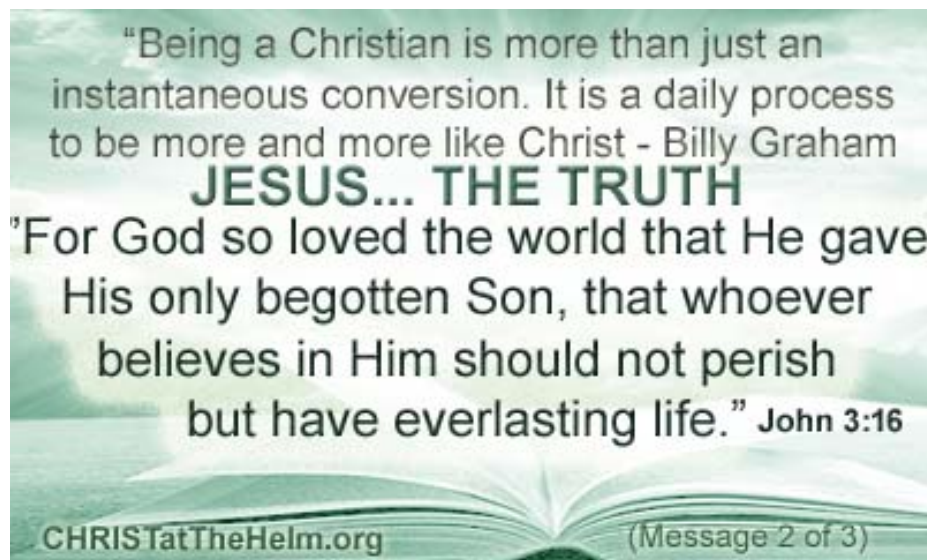 “Being a Christian is more than just an
instantaneous conversion. It is a daily process
to be more and more like Christ - Billy Graham
JESUS... THE TRUTH
”For God so loved the world that He gave
His only begotten Son, that whoever
believes in Him should not perish
but have everlasting life.” John 3:16
CHRISTatTheHelm.org (Message 2 of 3)